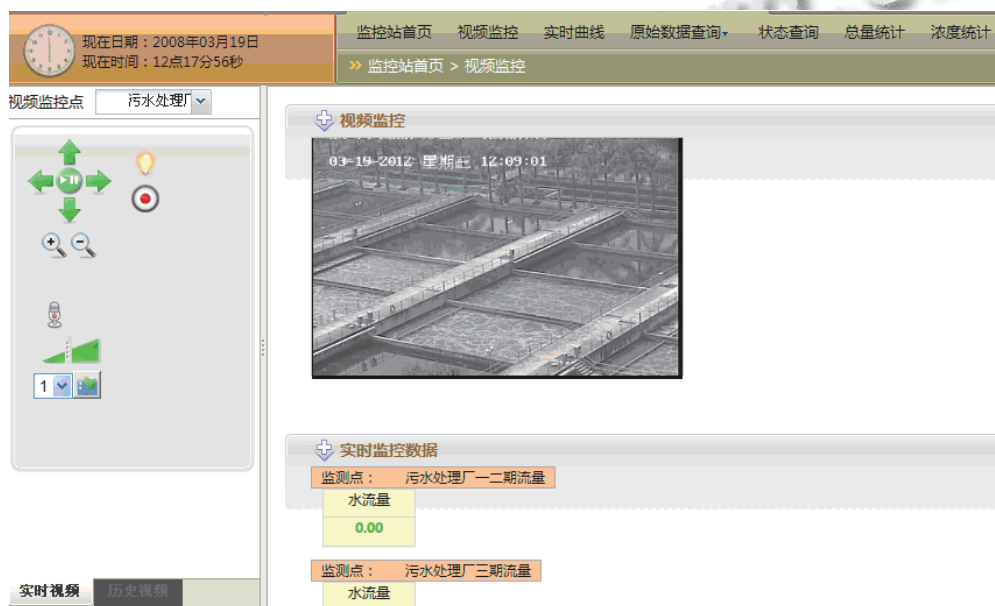 现在日期：2008年03月19日
现在时间：12点17分56秒
监控站首页 视频监控 实时曲线 原始数据查询 状态查询 总量统计 浓度统计
监控站首页 > 视频监控
视频监控点 污水处理厂
视频监控
03-19-2012 星期三 12:09:01
1
实时监控数据
监测点： 污水处理厂一二期流量
水流量
0.00
监测点： 污水处理厂三期流量
水流量
实时视频 历史视频